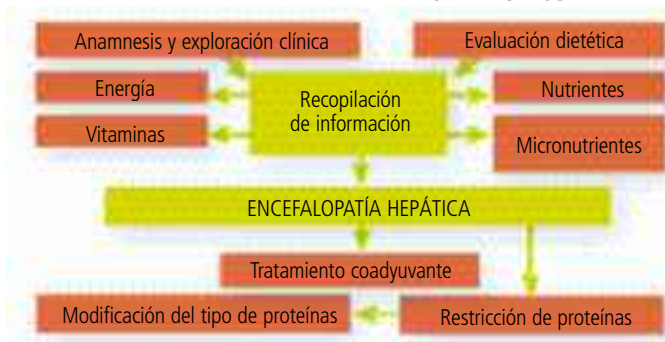 Anamnesis y exploración clínica
Evaluación dietética
Energía
Recopilación
de información
Nutrientes
Vitaminas
Micronutrientes
ENCEFALOPATÍA HEPÁTICA
Tratamiento coadyuvante
Modificación del tipo de proteínas
Restricción de proteínas